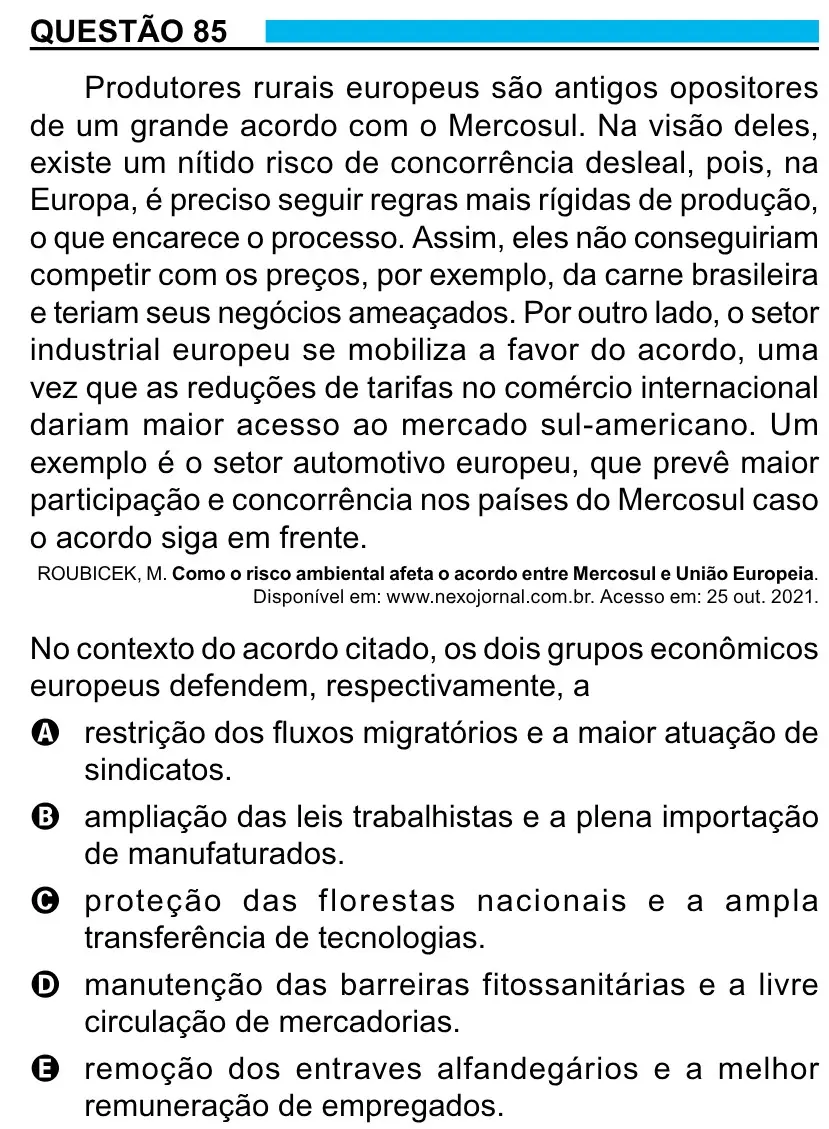 QUESTÃO 85
Produtores rurais europeus são antigos opositores
de um grande acordo com o Mercosul. Na visão deles,
existe um nítido risco de concorrência desleal, pois, na
Europa, é preciso seguir regras mais rígidas de produção,
o que encarece o processo. Assim, eles não conseguiriam
competir com os preços, por exemplo, da carne brasileira
e teriam seus negócios ameaçados. Por outro lado, o setor
industrial europeu se mobiliza a favor do acordo, uma
vez que as reduções de tarifas no comércio internacional
dariam maior acesso ao mercado sul-americano. Um
exemplo é o setor automotivo europeu, que prevê maior
participação e concorrência nos países do Mercosul caso
o acordo siga em frente.
ROUBICEK, M. Como o risco ambiental afeta o acordo entre Mercosul e União Europeia.
Disponível em: www.nexojornal.com.br. Acesso em: 25 out. 2021.
No contexto do acordo citado, os dois grupos econômicos
europeus defendem, respectivamente, a
A restrição dos fluxos migratórios e a maior atuação de
sindicatos.
B ampliação das leis trabalhistas e a plena importação
de manufaturados.
C proteção das florestas nacionais e a ampla
transferência de tecnologias.
D manutenção das barreiras fitossanitárias e a livre
circulação de mercadorias.
E remoção dos entraves alfandegários e a melhor
remuneração de empregados.